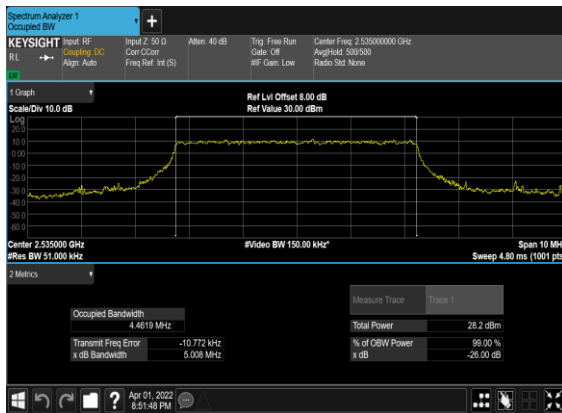 Spectrum Analyzer 1
Occupied BW
+
KEYSIGHT Input: RF Input Z: 50 Ω Atten: 40 dB Trig: Free Run Center Freq: 2.535000000 GHz
RL Coupling: DC Corr CCorr Gate: Off Avg|Hold: 500/500
Align: Auto Freq Ref: Int (S) #IF Gain: Low Radio Std: None
1 Graph
Ref Lvl Offset 8.00 dB
Scale/Div 10.0 dB Ref Value 30.00 dBm
Log
20.0
10.0
0.00
-10.0
-20.0
-30.0
-40.0
-50.0
-60.0
Center 2.535000 GHz #Video BW 150.00 kHz* Span 10 MH
#Res BW 51.000 kHz Sweep 4.80 ms (1001 pts
2 Metrics
Measure Trace Trace 1
Occupied Bandwidth
4.4619 MHz Total Power 28.2 dBm
Transmit Freq Error -10.772 kHz % of OBW Power 99.00 %
x dB Bandwidth 5.008 MHz x dB -26.00 dB
? Apr 01, 2022
8:51:48 PM